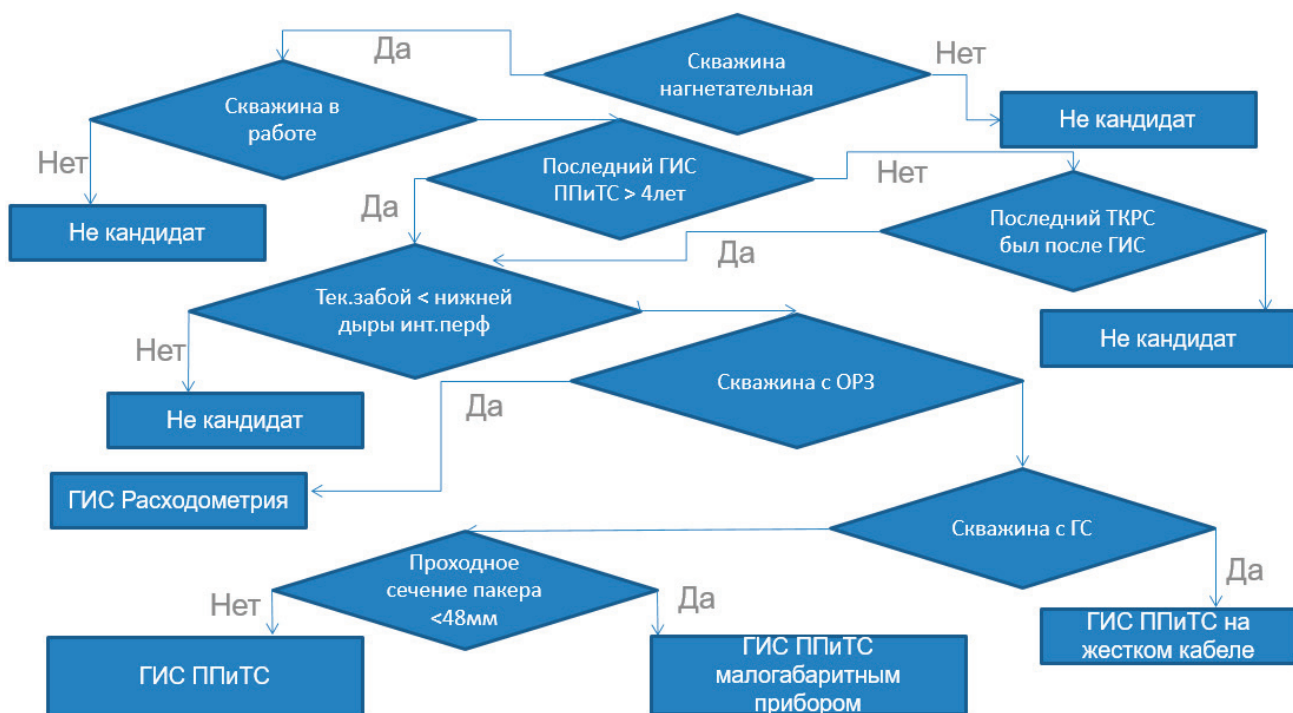 Да
Скважина
нагнетательная
Нет
Скважина в
работе
Не кандидат
Нет
Последний ГИС
ППиТС > 4лет
Нет
Да
Не кандидат
Последний ТКРС
был после ГИС
Да
Тек.забой < нижней
дыры инт.перф
Нет
Не кандидат
Скважина с ОРЗ
Да
Не кандидат
ГИС Расходометрия
Скважина с ГС
Проходное
сечение пакера
<48мм
Нет
Да
Да
ГИС ППиТС на
жестком кабеле
ГИС ППиТС
ГИС ППиТС
малогабаритным
прибором